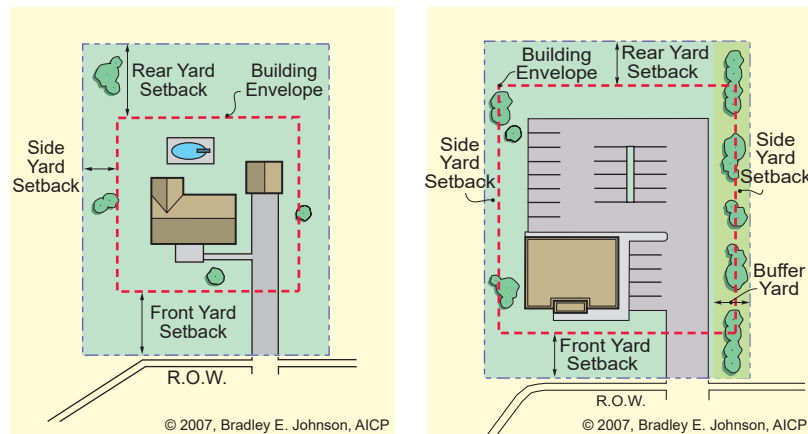 Rear Yard
Setback
Building
Envelope
Side
Yard
Setback
Front Yard
Setback
R.O.W.
© 2007, Bradley E. Johnson, AICP
Building
Envelope
Rear Yard
Setback
Side
Yard
Setback
Side
Yard
Setback
Buffer
Yard
Front Yard
Setback
R.O.W.
© 2007, Bradley E. Johnson, AICP